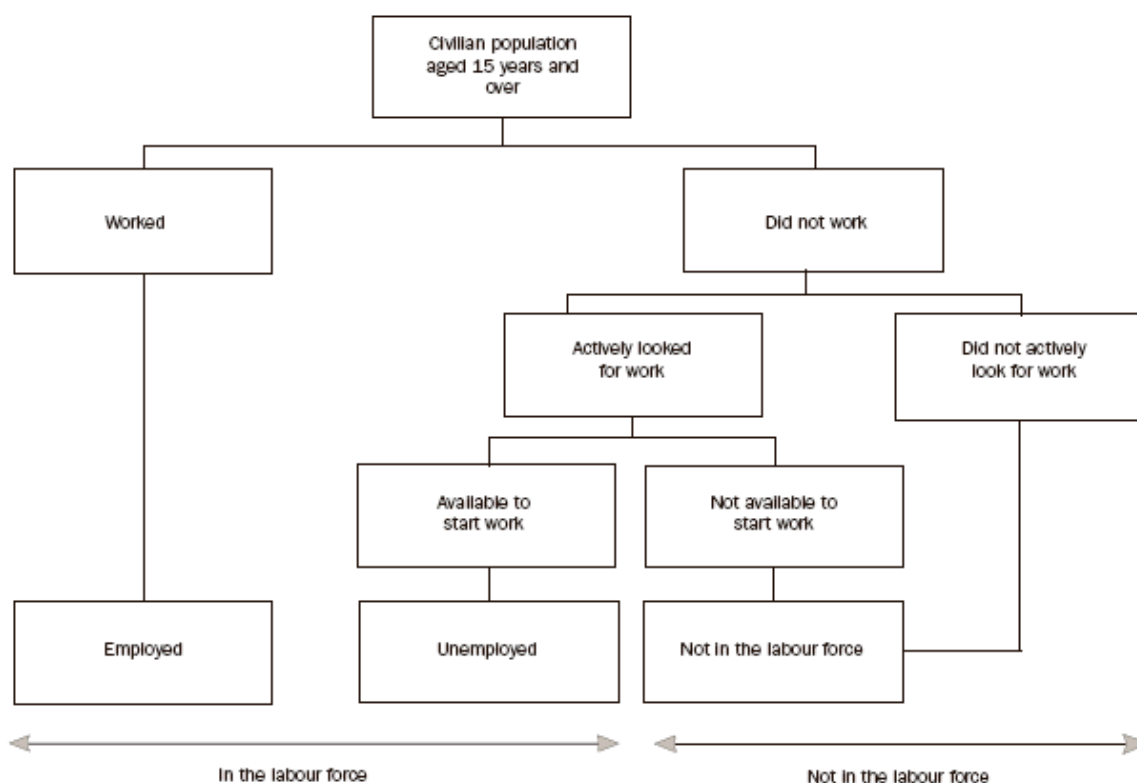 Civilian population
aged 15 years and
over
Worked
Did not work
Actively looked
for work
Did not actively
look for work
Available to
start work
Not available to
start work
Employed
Unemployed
Not in the labour force
In the labour force
Not in the labour force